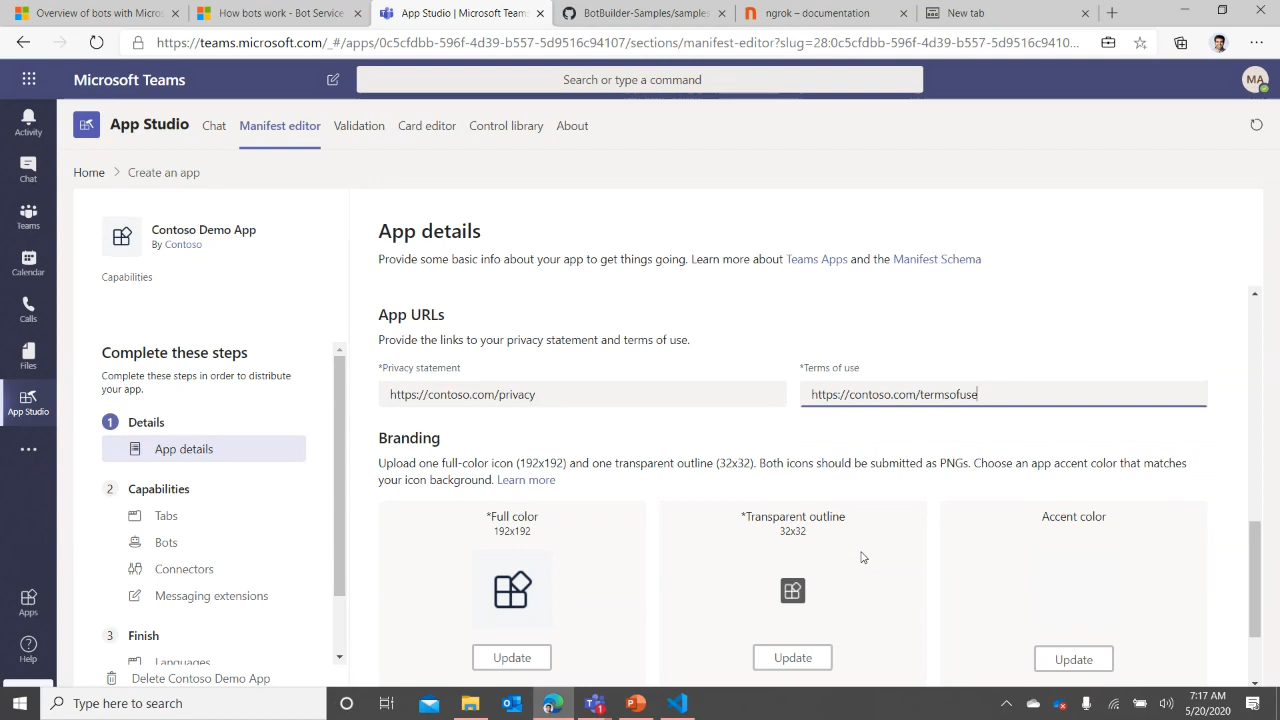 Overview of bots with Micros
How bots work - Bot Service
App Studio | Microsoft Teams
BotBuilder-Samples/samples
ngrok – documentation
New tab
https://teams.microsoft.com/_#/apps/0c5cfdbb-596f-4d39-b557-5d9516c94107/sections/manifest-editor?slug=28:0c5cfdbb-596f-4d39-b557-5d9516c9410...
Microsoft Teams
Search or type a command
MA
Activity
Chat
Teams
Calendar
Calls
Files
App Studio
Apps
Help
App Studio
Chat
Manifest editor
Validation
Card editor
Control library
About
Home > Create an app
Contoso Demo App
By Contoso
Capabilities
Complete these steps
Complete these steps in order to distribute
your app.
1 Details
App details
2 Capabilities
Tabs
Bots
Connectors
Messaging extensions
3 Finish
Languages
Delete Contoso Demo App
App details
Provide some basic info about your app to get things going. Learn more about Teams Apps and the Manifest Schema
App URLs
Provide the links to your privacy statement and terms of use.
*Privacy statement
https://contoso.com/privacy
*Terms of use
https://contoso.com/termsofuse
Branding
Upload one full-color icon (192x192) and one transparent outline (32x32). Both icons should be submitted as PNGs. Choose an app accent color that matches
your icon background. Learn more
*Full color
192x192
Update
*Transparent outline
32x32
Update
Accent color
Update
Type here to search
7:17 AM
5/20/2020